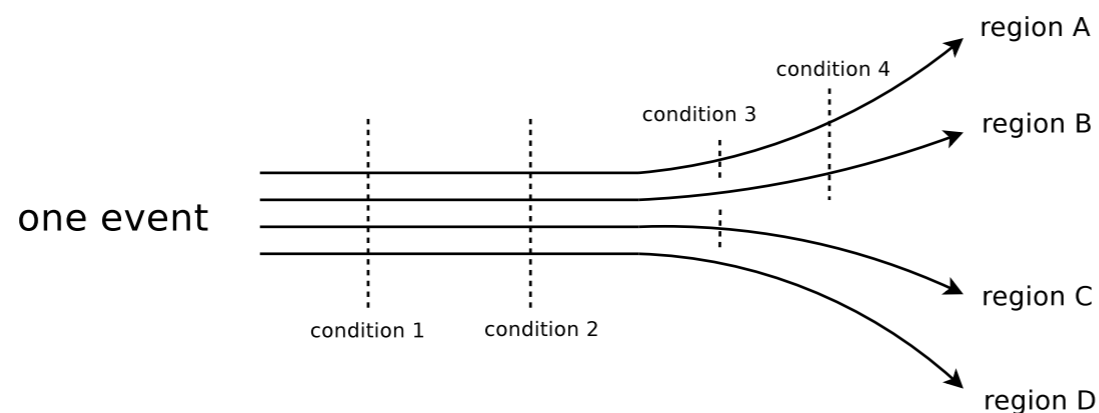 region A
condition 4
condition 3
region B
one event
region C
condition 1
condition 2
region D